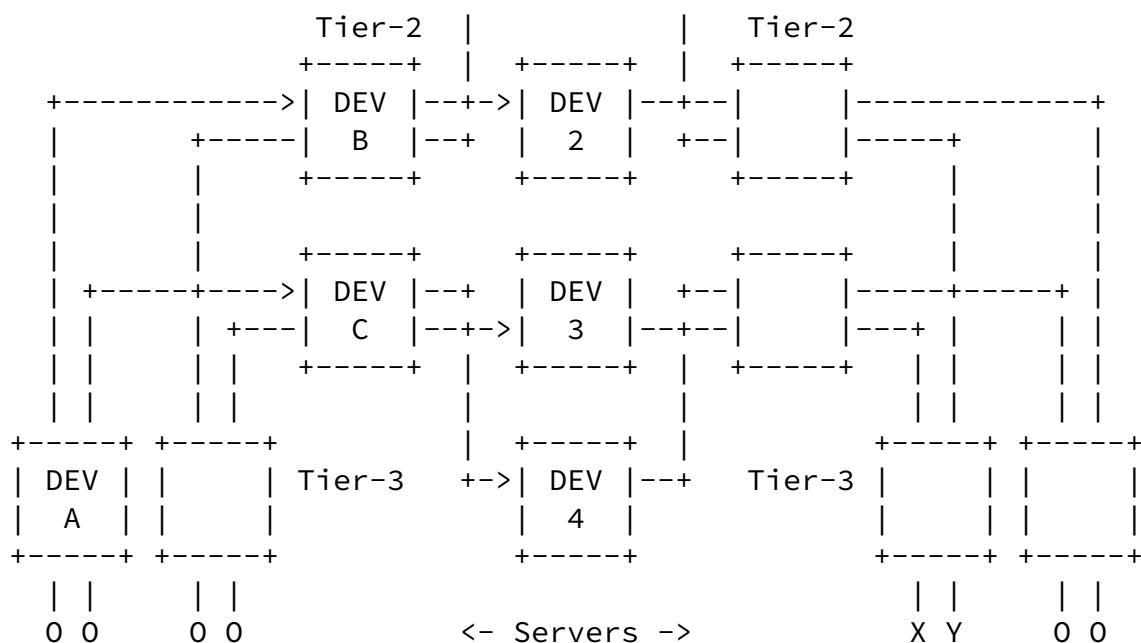 Tier-2 Tier-2
DEV DEV
B 2
DEV DEV
C 3
DEV Tier-3 DEV Tier-3
A 4
O O O O <- Servers -> X Y O O